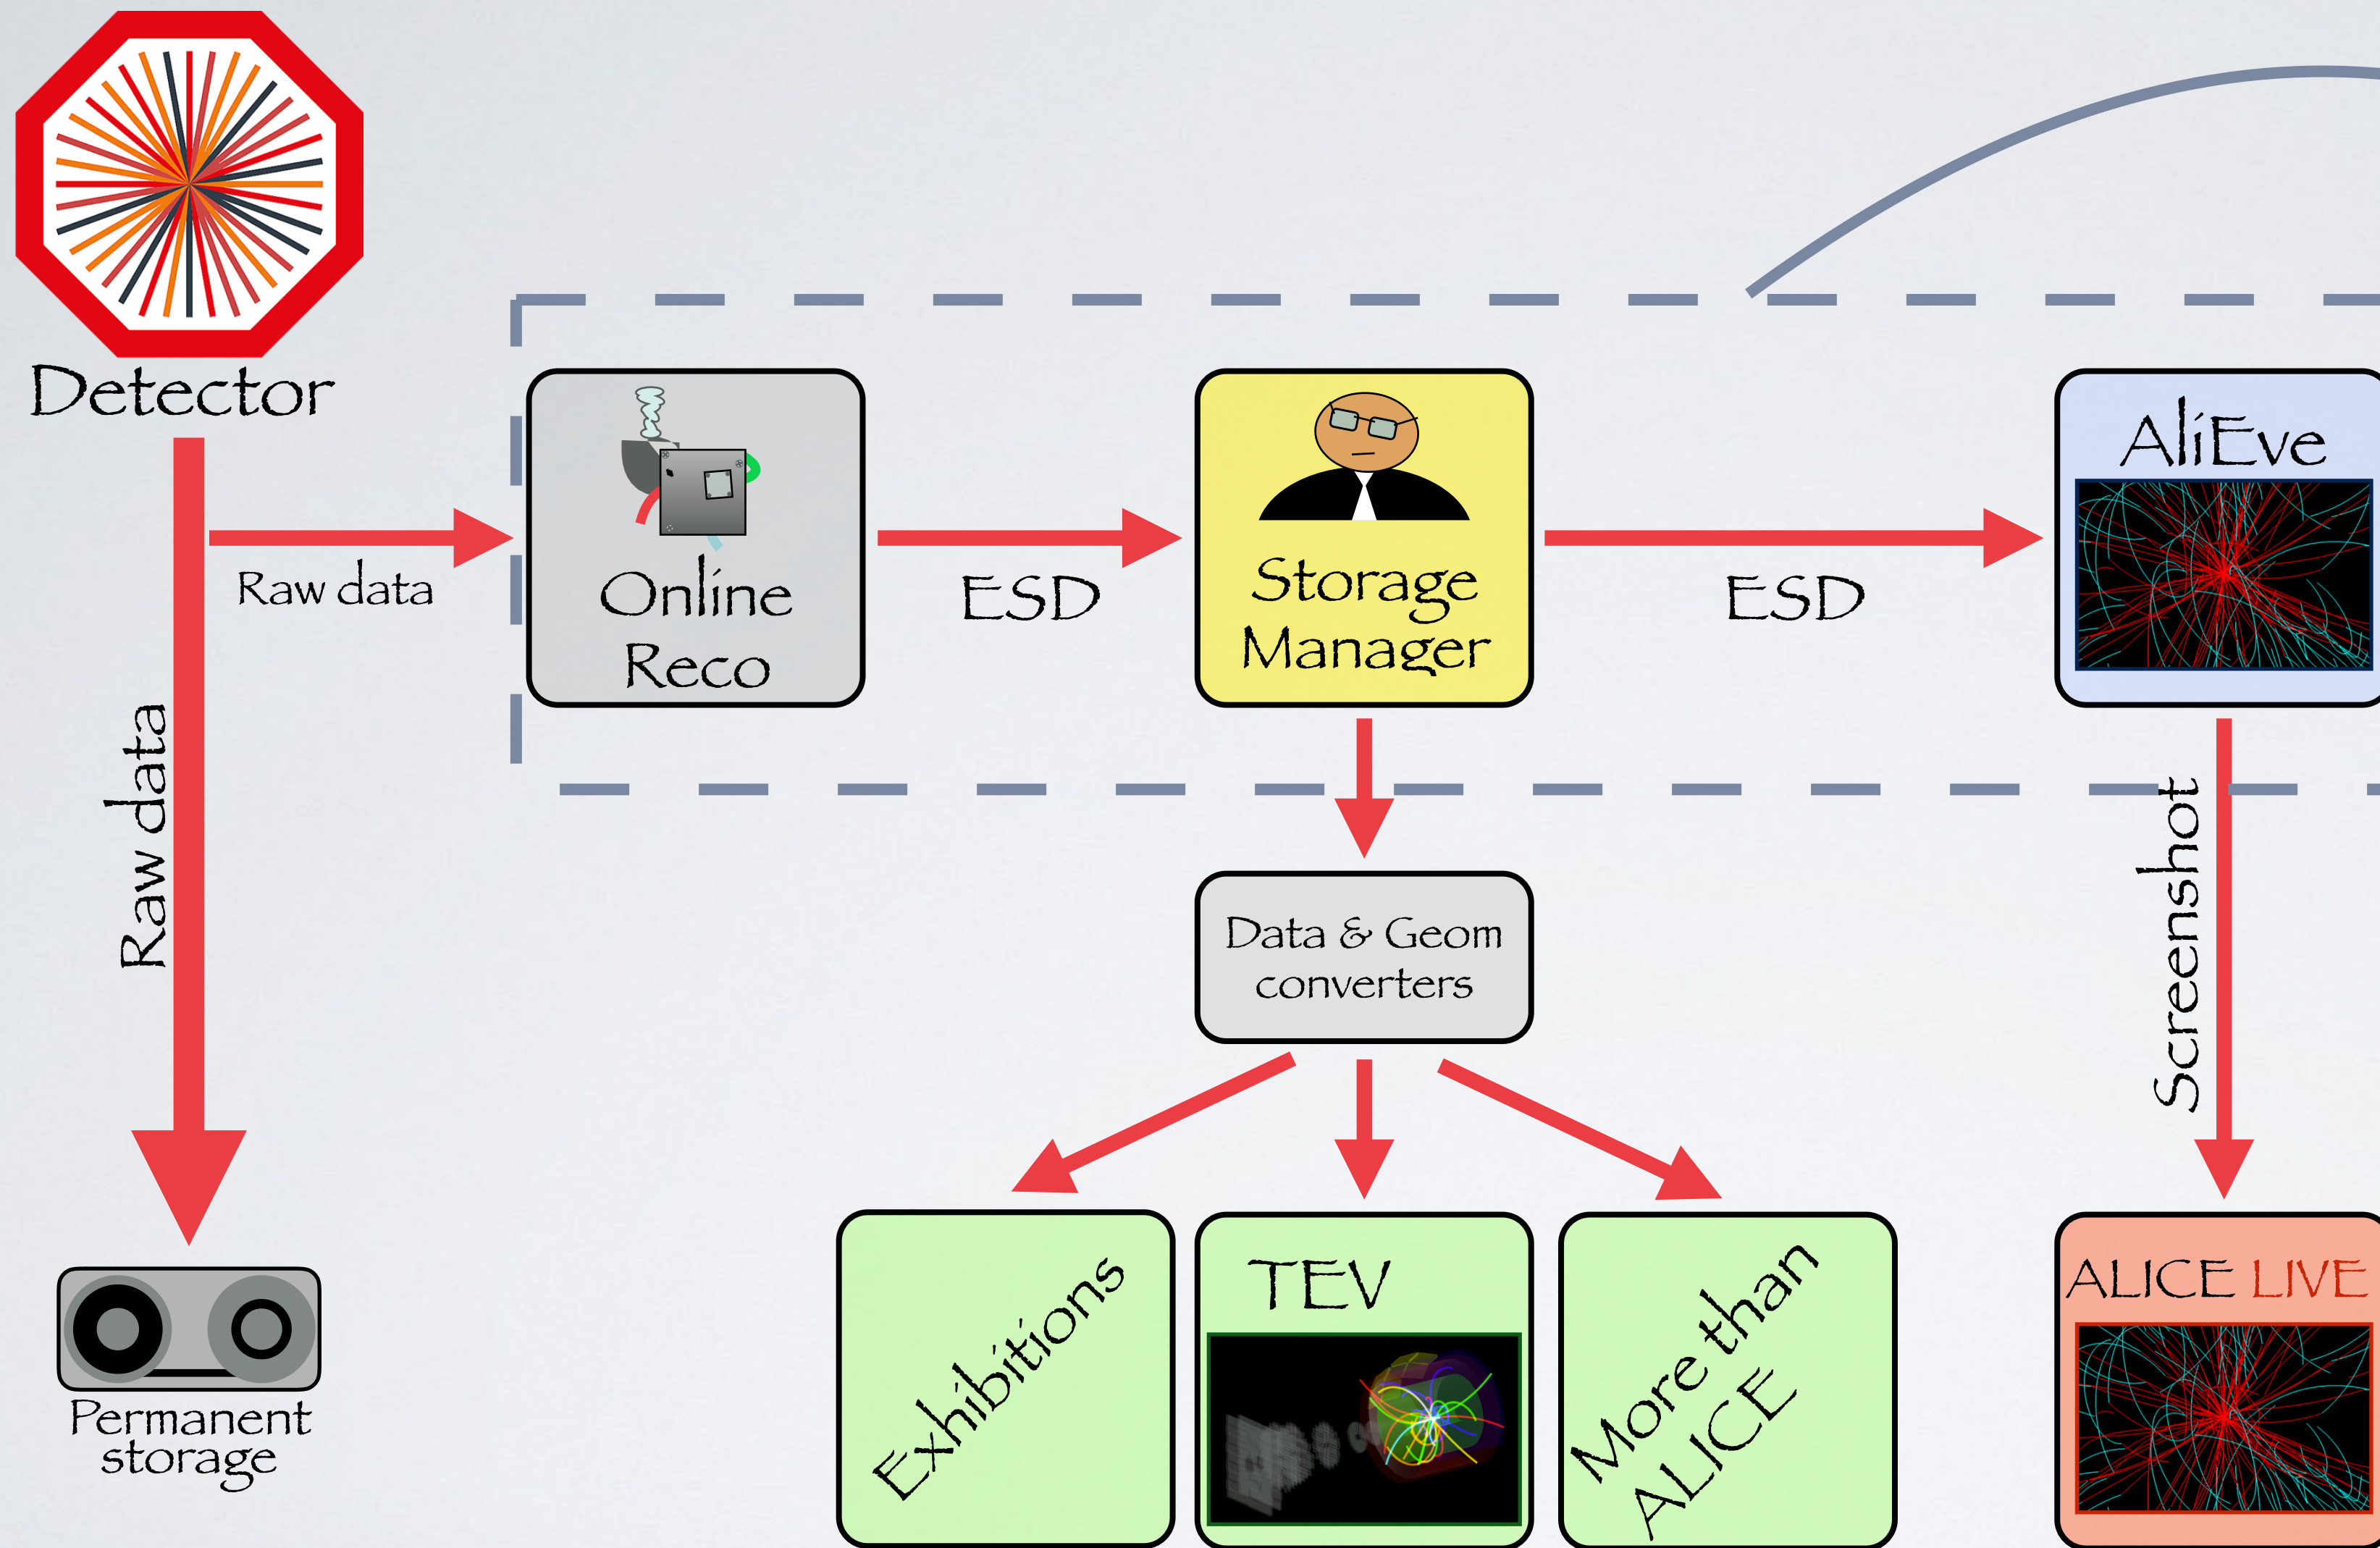 Detector
Raw data
Raw data
Online
Reco
ESD
Storage
Manager
ESD
AliEve
Screenshot
Data & Geom
converters
Exhibitions
TEV
More than
ALICE
ALICE LIVE
Permanent
storage